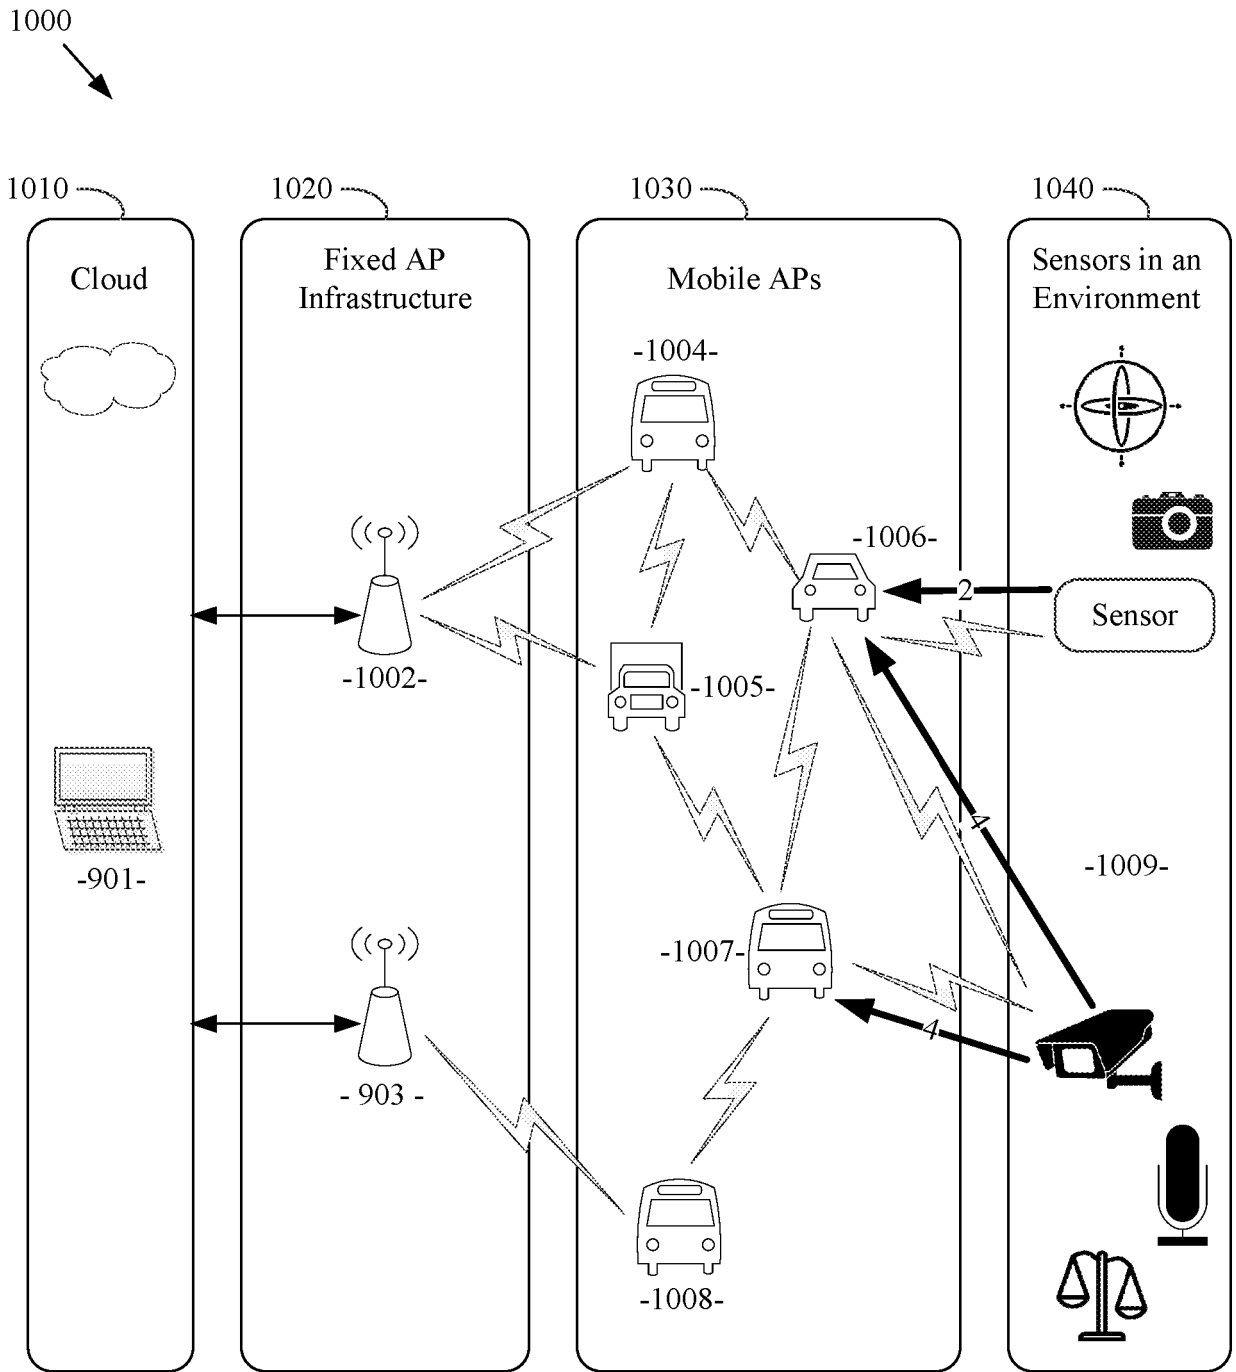 1000
1010
1020
1030
1040
Cloud
Fixed AP
Infrastructure
Mobile APs
Sensors in an
Environment
-1004-
-1006-
2
Sensor
-1002-
-1005-
4
-1009-
-901-
-1007-
4
- 903 -
-1008-